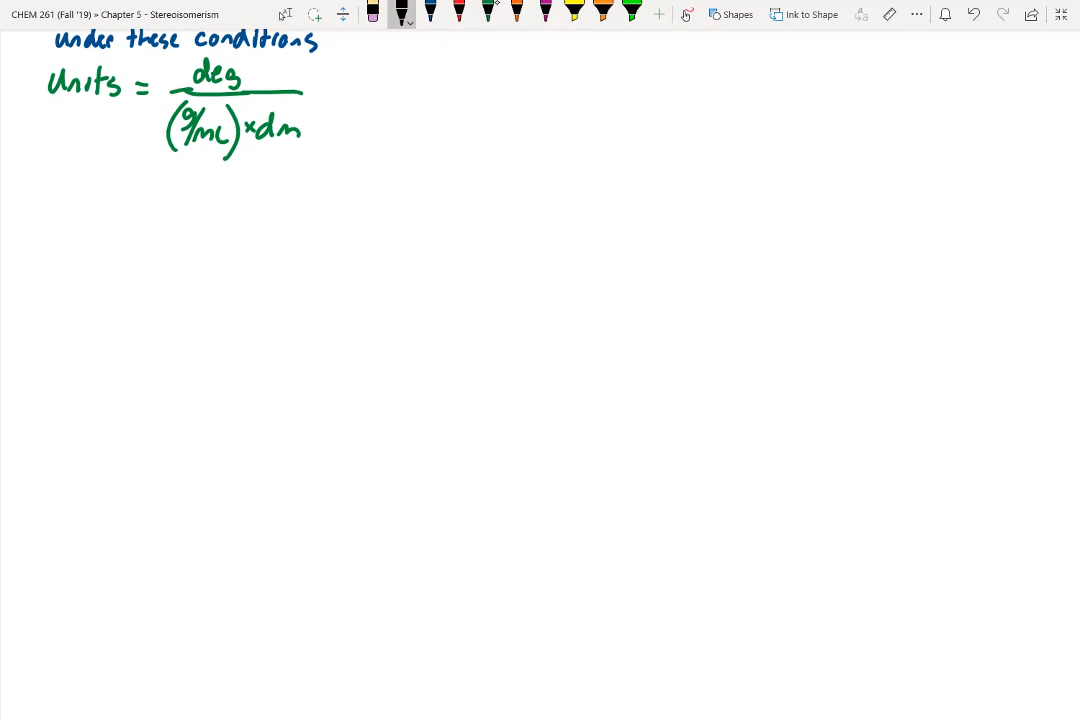 CHEM 261 (Fall '19) » Chapter 5 - Stereoisomerism
Shapes
Ink to Shape
under these conditions
Units = deg
(g/mL) × dm